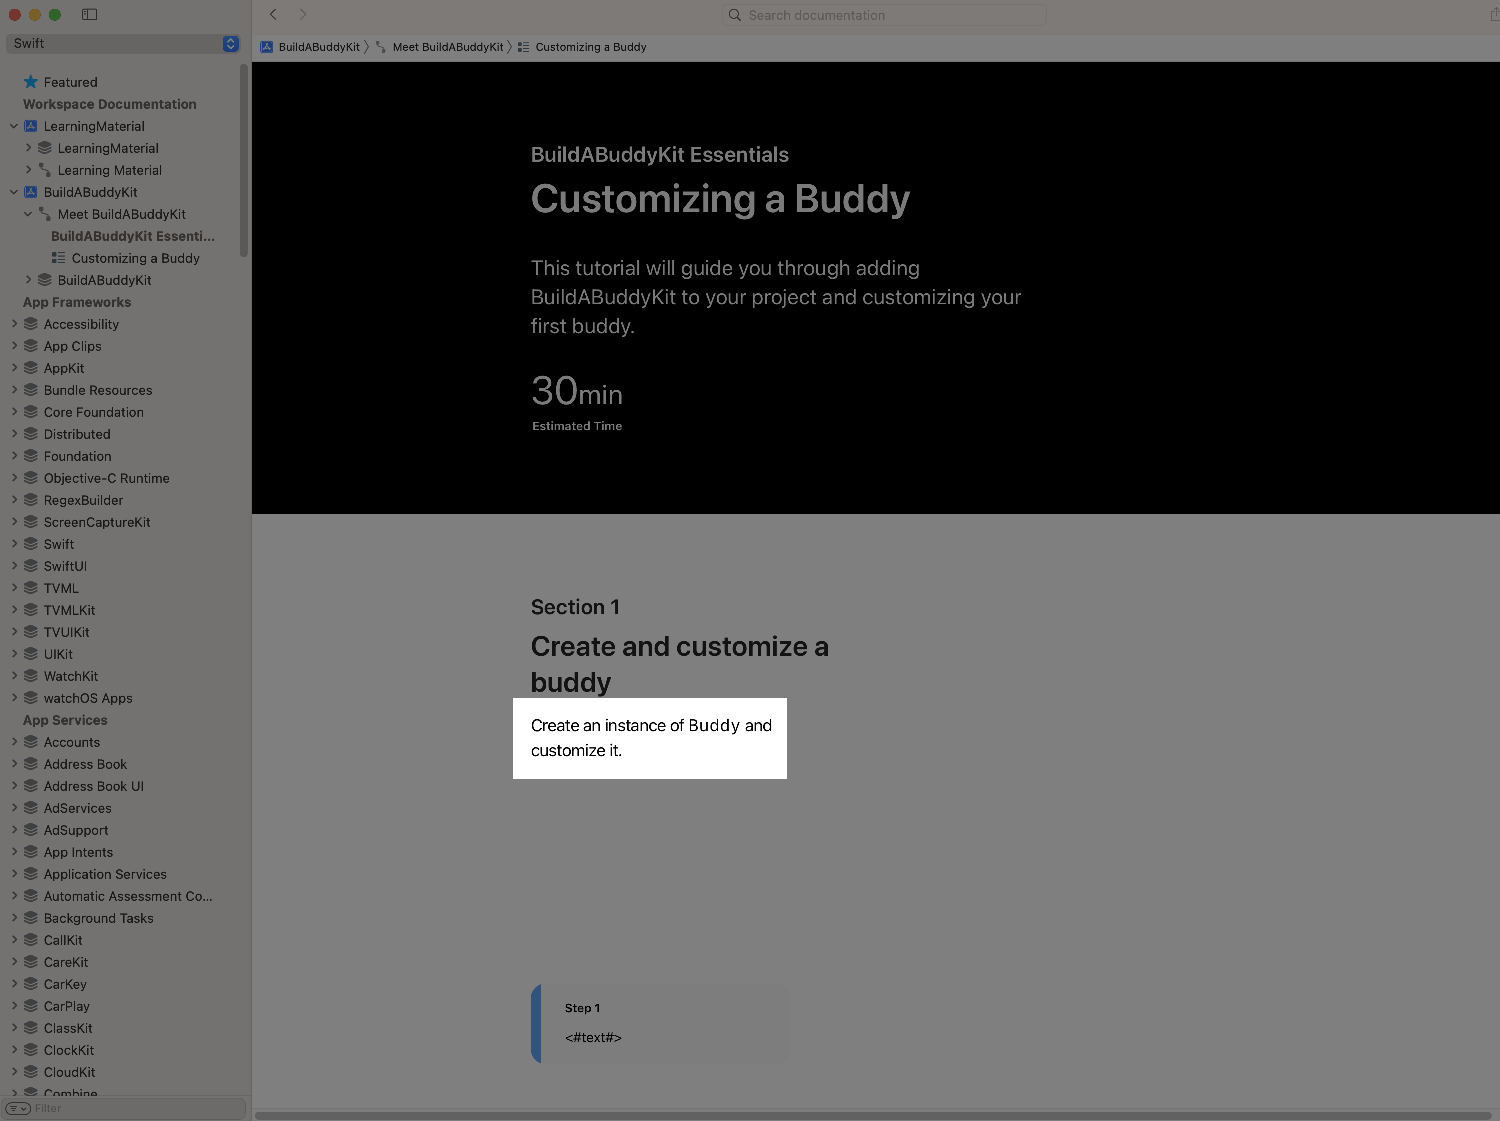 Search documentation
Swift
BuildABuddyKit
Meet BuildABuddyKit
Customizing a Buddy
Featured
Workspace Documentation
LearningMaterial
LearningMaterial
Learning Material
BuildABuddyKit
Meet BuildABuddyKit
BuildABuddyKit Essenti...
Customizing a Buddy
BuildABuddyKit
App Frameworks
Accessibility
App Clips
AppKit
Bundle Resources
Core Foundation
Distributed
Foundation
Objective-C Runtime
RegexBuilder
ScreenCaptureKit
Swift
SwiftUI
TVML
TVMLKit
TVUIKit
UIKit
WatchKit
watchOS Apps
App Services
Accounts
Address Book
Address Book UI
AdServices
AdSupport
App Intents
Application Services
Automatic Assessment Co...
Background Tasks
CallKit
CareKit
CarKey
CarPlay
ClassKit
ClockKit
CloudKit
Combine
Filter
BuildABuddyKit Essentials
Customizing a Buddy
This tutorial will guide you through adding
BuildABuddyKit to your project and customizing your
first buddy.
30min
Estimated Time
Section 1
Create and customize a
buddy
Create an instance of Buddy and
customize it.
Step 1
<#text#>